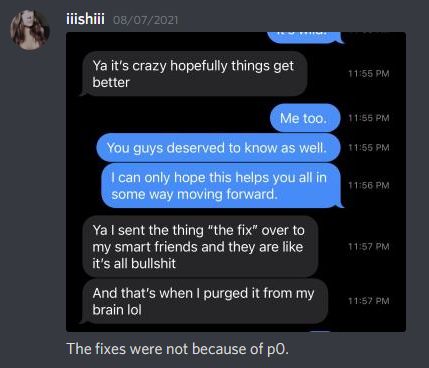 iiishiii 08/07/2021
Ya it's crazy hopefully things get
better
11:55 PM
Me too.
11:55 PM
You guys deserved to know as well.
11:55 PM
I can only hope this helps you all in
some way moving forward.
11:56 PM
Ya I sent the thing "the fix" over to
my smart friends and they are like
it's all bullshit
11:57 PM
And that's when I purged it from my
brain lol
11:57 PM
The fixes were not because of p0.